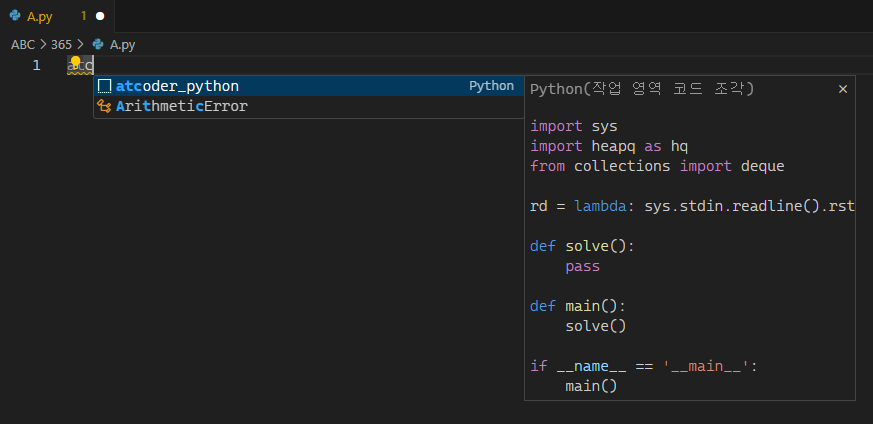 A.py 1
ABC > 365 > A.py
1 atc
atcoder_python Python
ArithmeticError
Python(작업 영역 코드 조각)
import sys
import heapq as hq
from collections import deque
rd = lambda: sys.stdin.readline().rst
def solve():
pass
def main():
solve()
if __name__ == '__main__':
main()